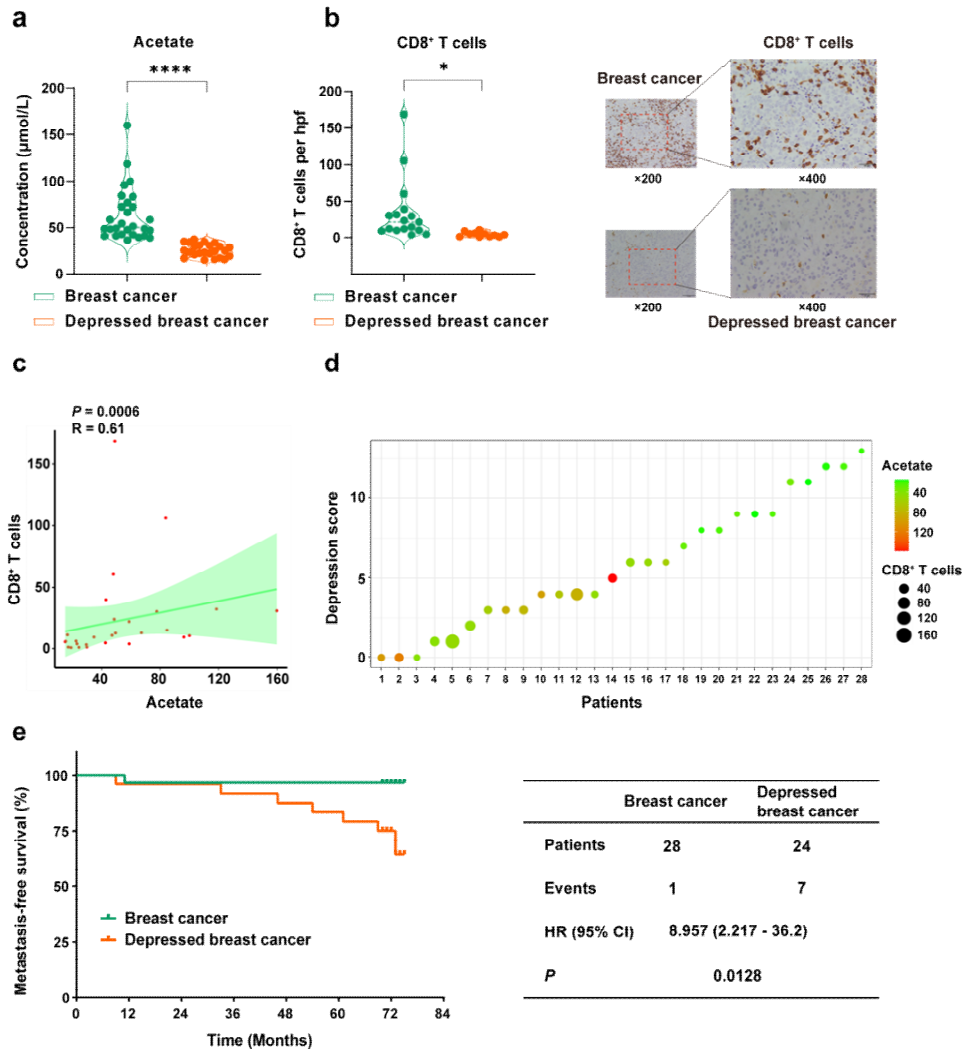 a
Acetate
****
Concentration (μmol/L)
200
150
100
50
0
Breast cancer
Depressed breast cancer
b
CD8⁺ T cells
*
CD8⁺ T cells per hpf
200
150
100
50
0
Breast cancer
Depressed breast cancer
CD8⁺ T cells
Breast cancer
×200
×400
×200
×400
Depressed breast cancer
c
P = 0.0006
R = 0.61
CD8⁺ T cells
150
100
50
0
40
80
120
160
Acetate
d
Depression score
10
5
0
1 2 3 4 5 6 7 8 9 10 11 12 13 14 15 16 17 18 19 20 21 22 23 24 25 26 27 28
Patients
Acetate
40
80
120
CD8⁺ T cells
40
80
120
160
e
Metastasis-free survival (%)
100
75
50
25
0
Breast cancer
Depressed breast cancer
0 12 24 36 48 60 72 84
Time (Months)
Breast cancer Depressed breast cancer
Patients 28 24
Events 1 7
HR (95% CI) 8.957 (2.217 - 36.2)
P 0.0128